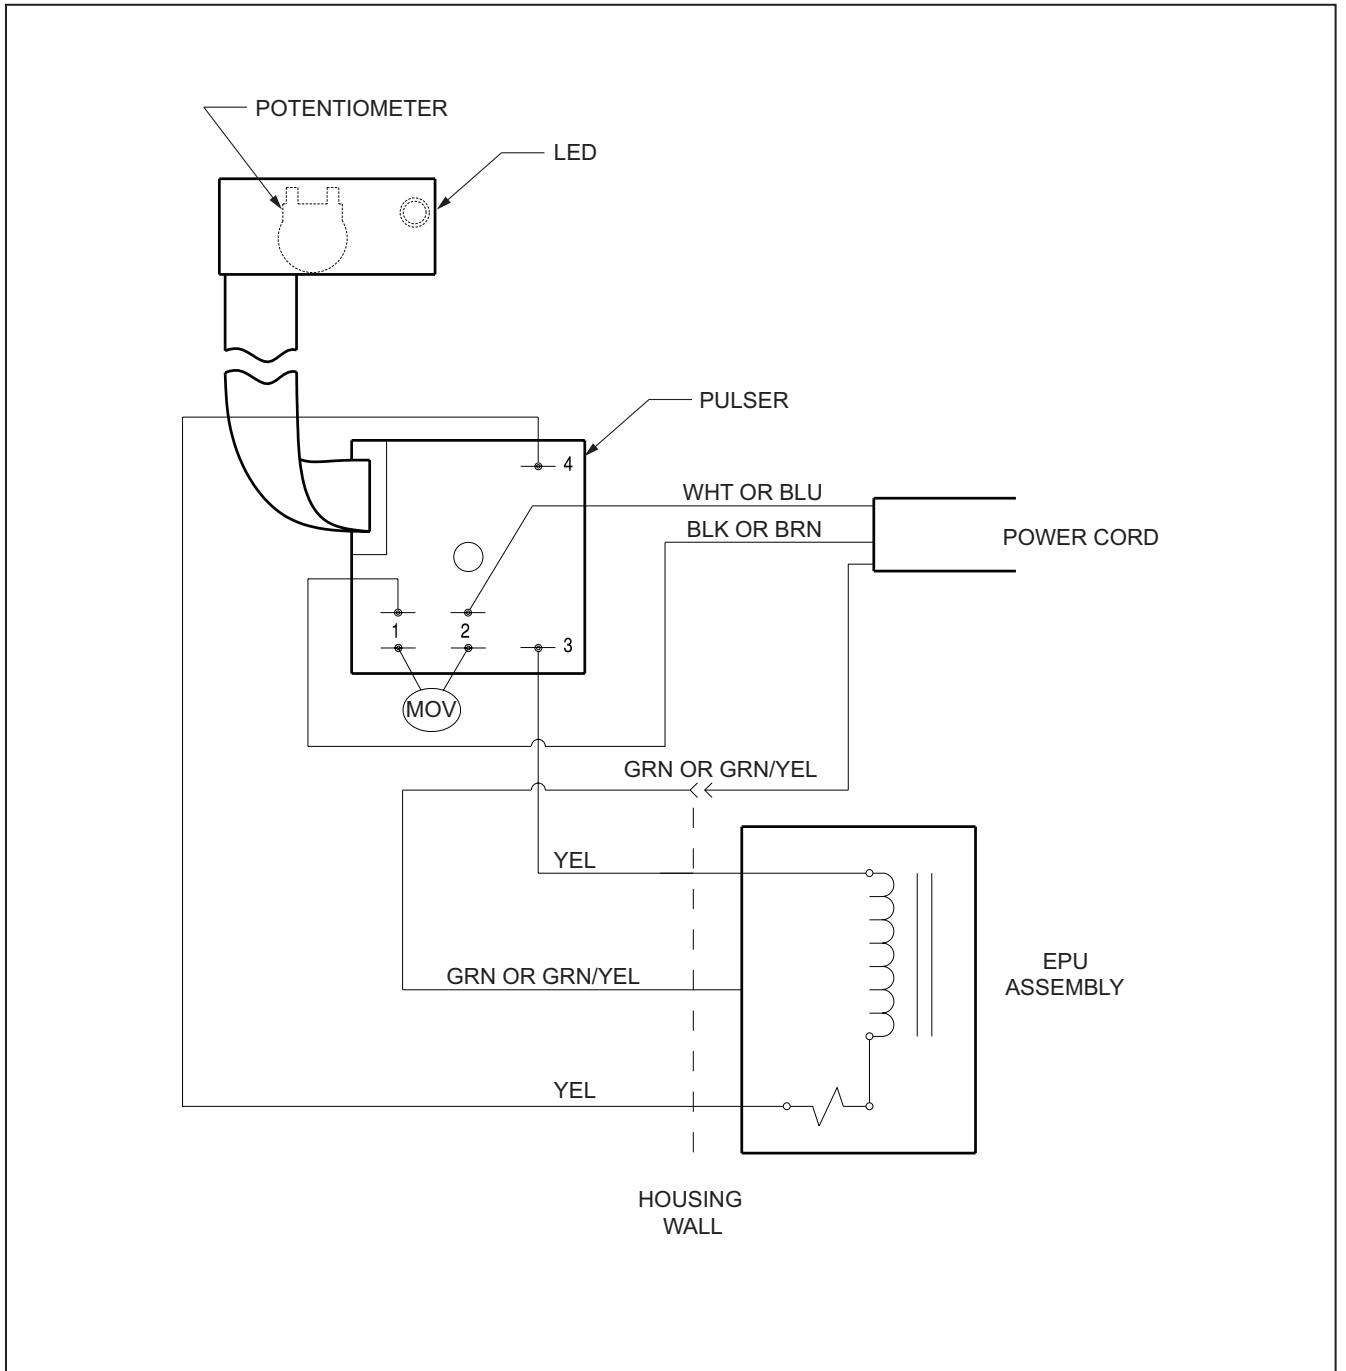 POTENTIOMETER
LED
PULSER
4
WHT OR BLU
BLK OR BRN
POWER CORD
1
2
3
MOV
GRN OR GRN/YEL
YEL
EPU
ASSEMBLY
GRN OR GRN/YEL
YEL
HOUSING
WALL